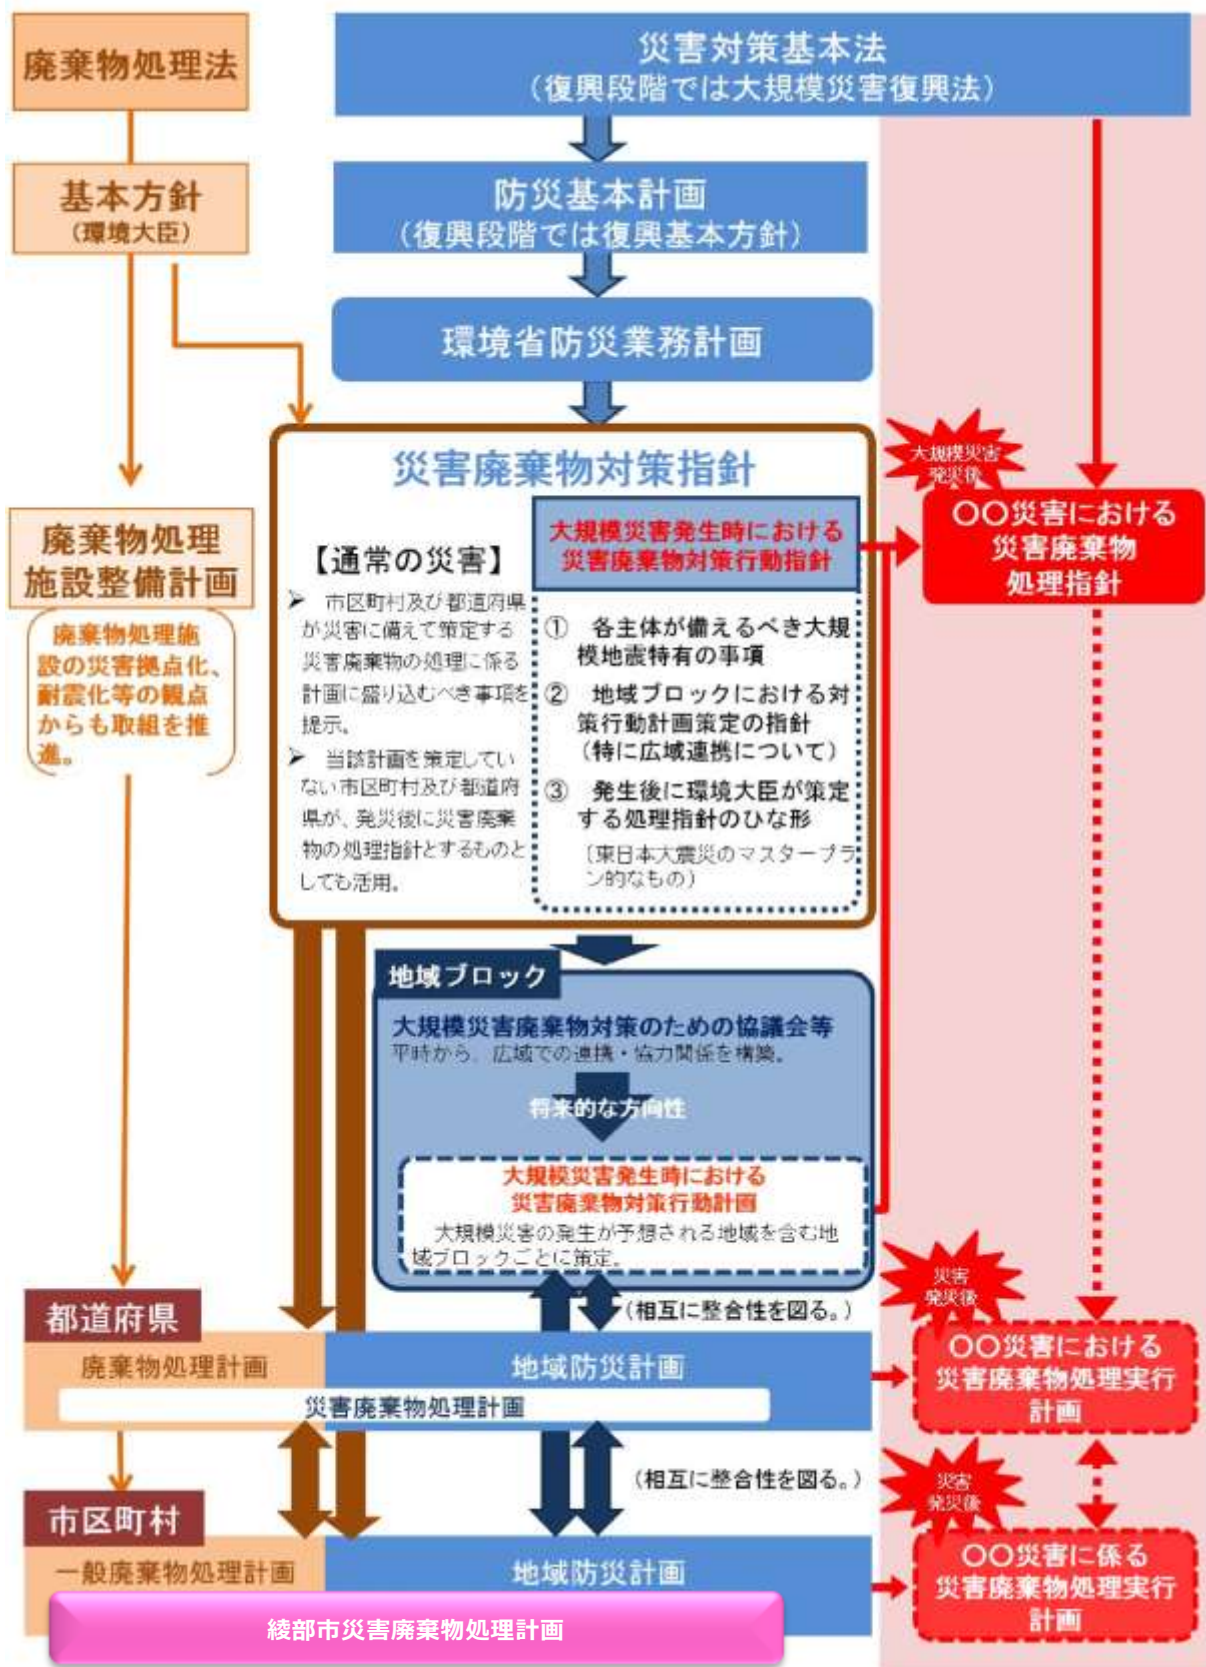 廃棄物処理法
災害対策基本法
（復興段階では大規模災害復興法）
基本方針
（環境大臣）
防災基本計画
（復興段階では復興基本方針）
環境省防災業務計画
災害廃棄物対策指針
【通常の災害】
➢ 市区町村及び都道府県
が災害に備えて策定する
災害廃棄物の処理に係る
計画に盛り込むべき事項を
提示。
➢ 当該計画を策定してい
ない市区町村及び都道府
県が、発災後に災害廃棄
物の処理指針とするものと
しても活用。
大規模災害発生時における
災害廃棄物対策行動指針
① 各主体が備えるべき大規
模地震特有の事項
② 地域ブロックにおける対
策行動計画策定の指針
（特に広域連携について）
③ 発生後に環境大臣が策定
する処理指針のひな形
（東日本大震災のマスタープラ
ン的なもの）
大規模災害
発災後
〇〇災害における
災害廃棄物
処理指針
廃棄物処理
施設整備計画
廃棄物処理施
設の災害拠点化、
耐震化等の観点
からも取組を推
進。
地域ブロック
大規模災害廃棄物対策のための協議会等
平時から、広域での連携・協力関係を構築。
将来的な方向性
大規模災害発生時における
災害廃棄物対策行動計画
大規模災害の発生が予想される地域を含む地
域ブロックごとに策定。
（相互に整合性を図る。）
都道府県
廃棄物処理計画
地域防災計画
災害廃棄物処理計画
災害
発災後
〇〇災害における
災害廃棄物処理実行
計画
（相互に整合性を図る。）
市区町村
一般廃棄物処理計画
地域防災計画
綾部市災害廃棄物処理計画
災害
発災後
〇〇災害に係る
災害廃棄物処理実行
計画